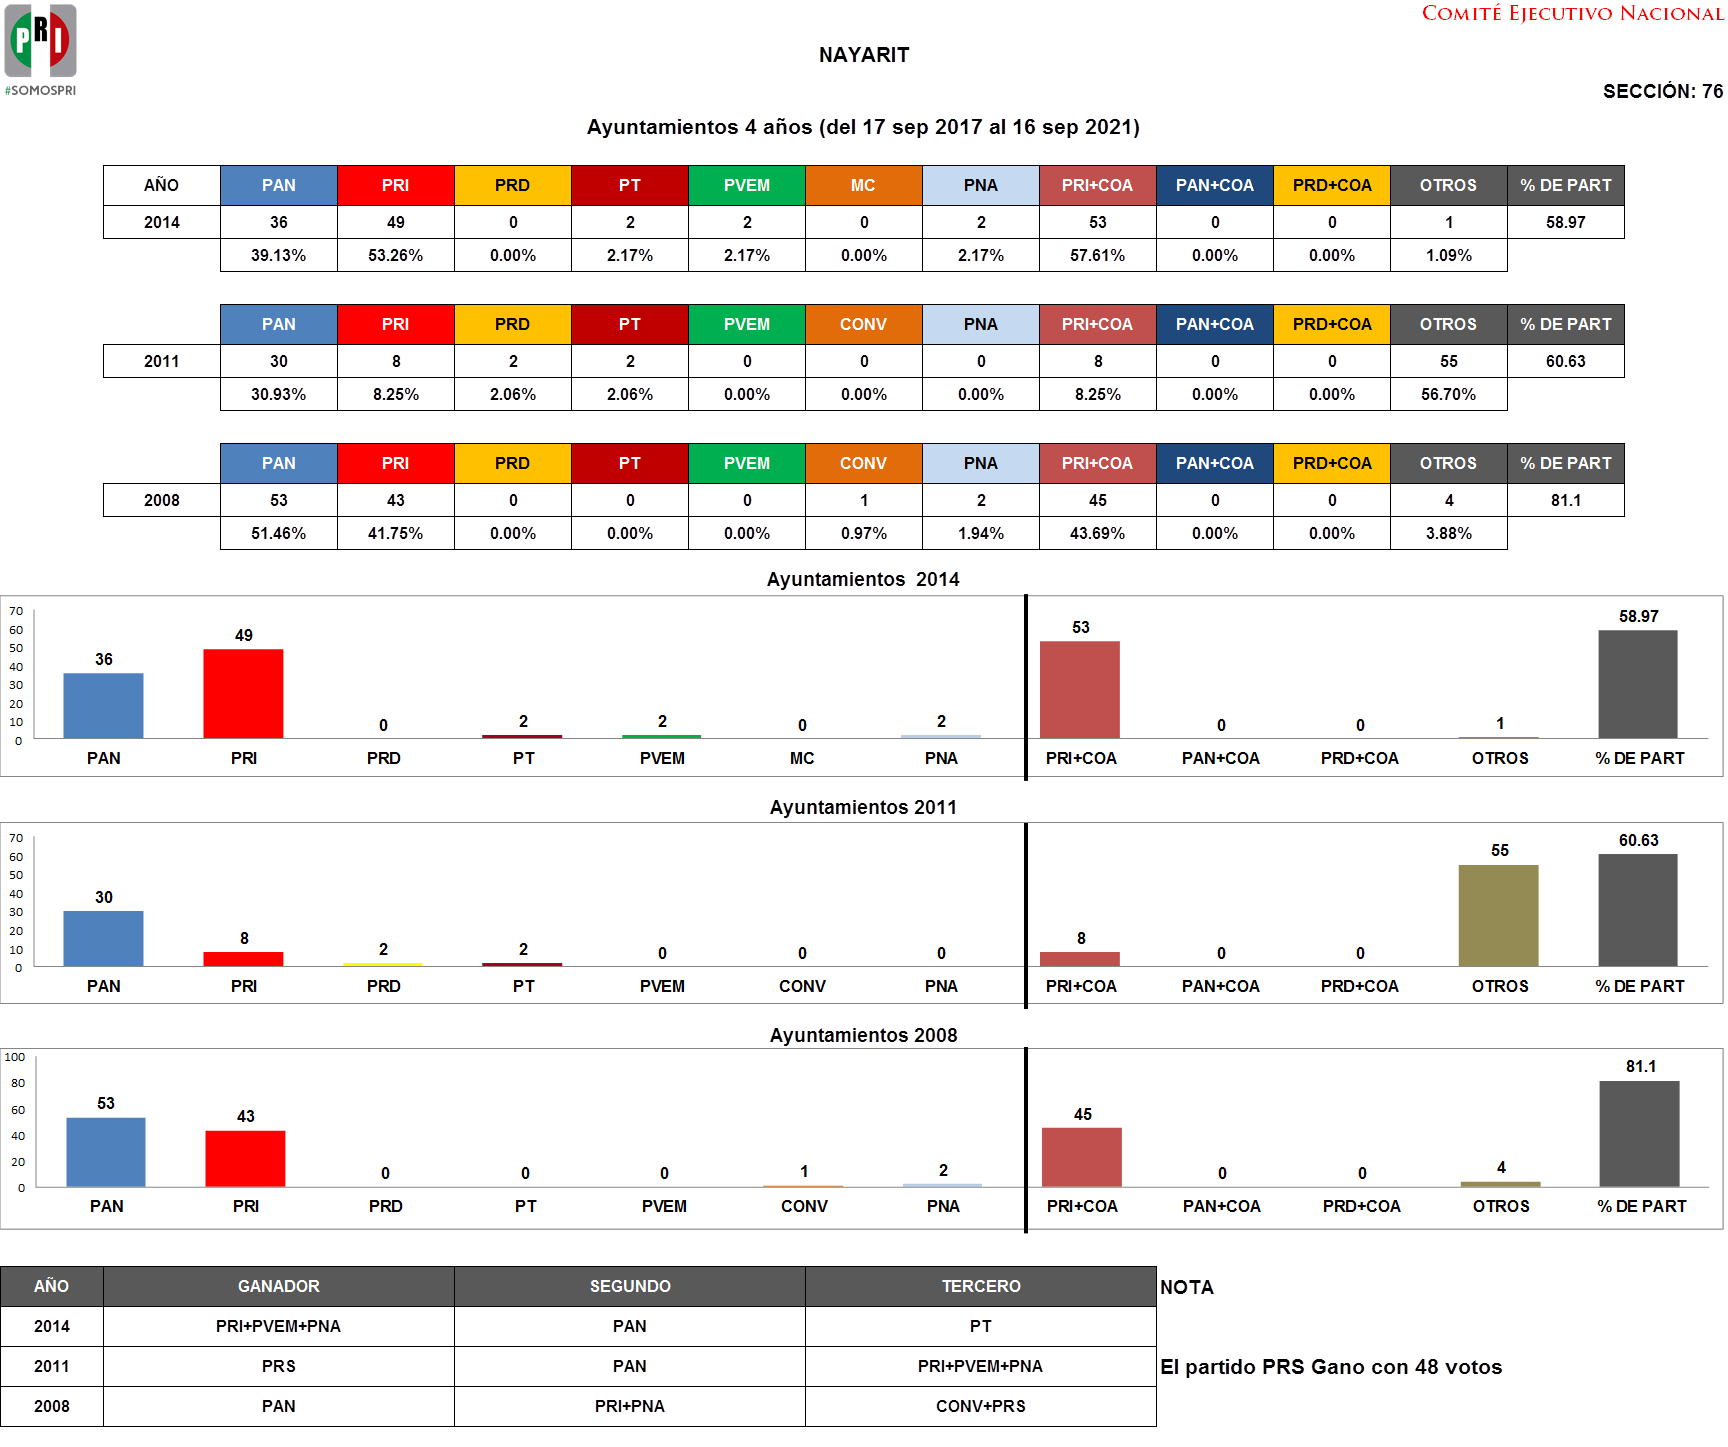 COMITÉ EJECUTIVO NACIONAL
PRI
#SOMOSPRI
NAYARIT
SECCIÓN: 76
Ayuntamientos 4 años (del 17 sep 2017 al 16 sep 2021)
AÑO PAN PRI PRD PT PVEM MC PNA PRI+COA PAN+COA PRD+COA OTROS % DE PART
2014 36 49 0 2 2 0 2 53 0 0 1 58.97
39.13% 53.26% 0.00% 2.17% 2.17% 0.00% 2.17% 57.61% 0.00% 0.00% 1.09%
PAN PRI PRD PT PVEM CONV PNA PRI+COA PAN+COA PRD+COA OTROS % DE PART
2011 30 8 2 2 0 0 0 8 0 0 55 60.63
30.93% 8.25% 2.06% 2.06% 0.00% 0.00% 0.00% 8.25% 0.00% 0.00% 56.70%
PAN PRI PRD PT PVEM CONV PNA PRI+COA PAN+COA PRD+COA OTROS % DE PART
2008 53 43 0 0 0 1 2 45 0 0 4 81.1
51.46% 41.75% 0.00% 0.00% 0.00% 0.97% 1.94% 43.69% 0.00% 0.00% 3.88%
Ayuntamientos 2014
70
60
50
40
30
20
10
0
36 49 0 2 2 0 2 53 0 0 1 58.97
PAN PRI PRD PT PVEM MC PNA PRI+COA PAN+COA PRD+COA OTROS % DE PART
Ayuntamientos 2011
70
60
50
40
30
20
10
0
30 8 2 2 0 0 0 8 0 0 55 60.63
PAN PRI PRD PT PVEM CONV PNA PRI+COA PAN+COA PRD+COA OTROS % DE PART
Ayuntamientos 2008
100
80
60
40
20
0
53 43 0 0 0 1 2 45 0 0 4 81.1
PAN PRI PRD PT PVEM CONV PNA PRI+COA PAN+COA PRD+COA OTROS % DE PART
AÑO GANADOR SEGUNDO TERCERO NOTA
2014 PRI+PVEM+PNA PAN PT
2011 PRS PAN PRI+PVEM+PNA El partido PRS Gano con 48 votos
2008 PAN PRI+PNA CONV+PRS